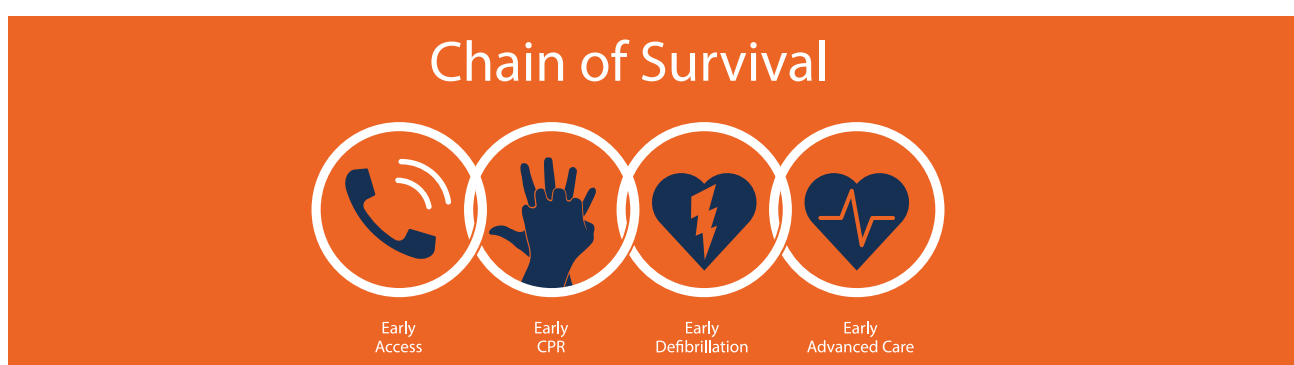 Chain of Survival
Early
Access
Early
CPR
Early
Defibrillation
Early
Advanced Care